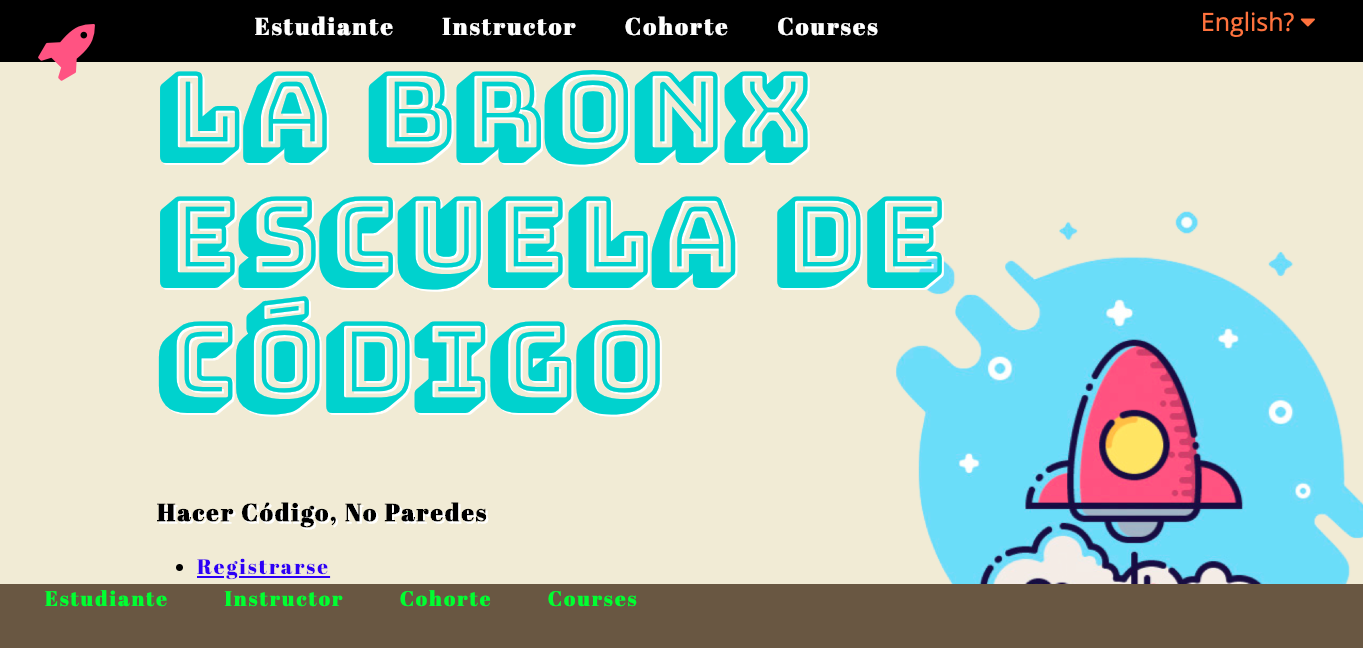 Estudiante Instructor Cohorte Courses English?
LA BRONX
ESCUELA DE
CÓDIGO
Hacer Código, No Paredes
Registrarse
Estudiante Instructor Cohorte Courses